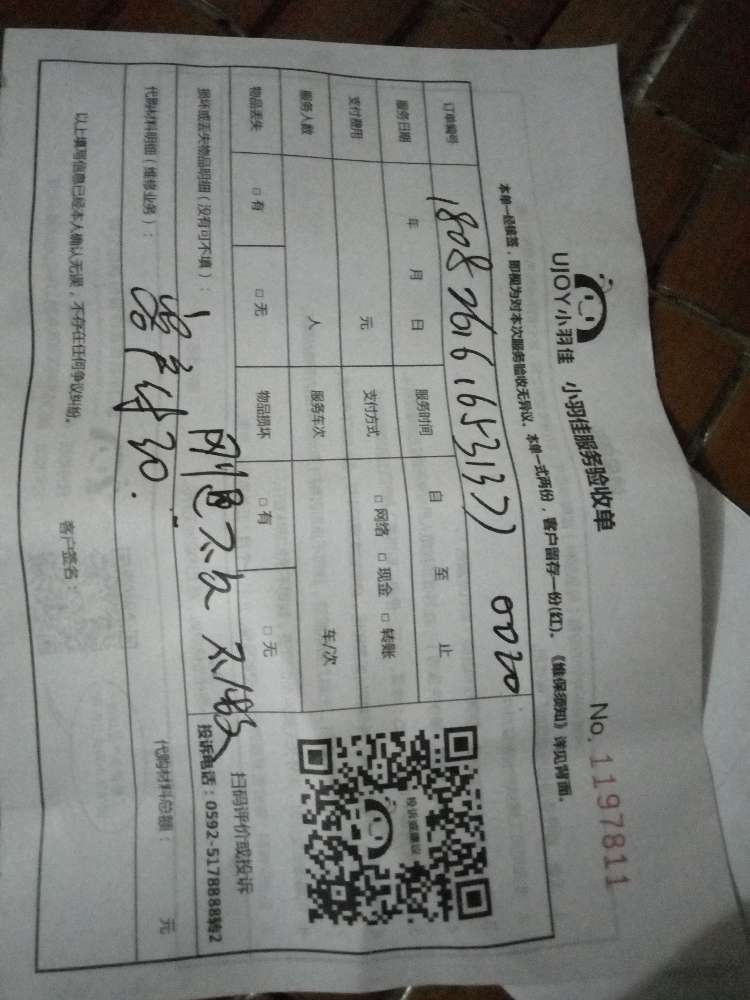 UJOY小羽佳 小羽佳服务验收单
No. 1197811
本单一经续签，即视为对本次服务验收无异议。本单一式两份，客户留存一份(红)。《维保须知》详见背面。
订单编号
服务日期 年 月 日 服务时间 自 至 止
支付费用 元 支付方式 □ 网络 □ 现金 □ 转账
服务人数 人 服务车次 车/次
物品丢失 □ 有 □ 无 物品损坏 □ 有 □ 无
损坏或丢失物品明细（没有可不填）：
代购材料明细（维修业务）： 代购材料总额： 元
以上填写信息已经本人确认无误，不存在任何争议纠纷。 客户签名：
投诉或建议
扫码评价或投诉
投诉电话：0592-5178888转2